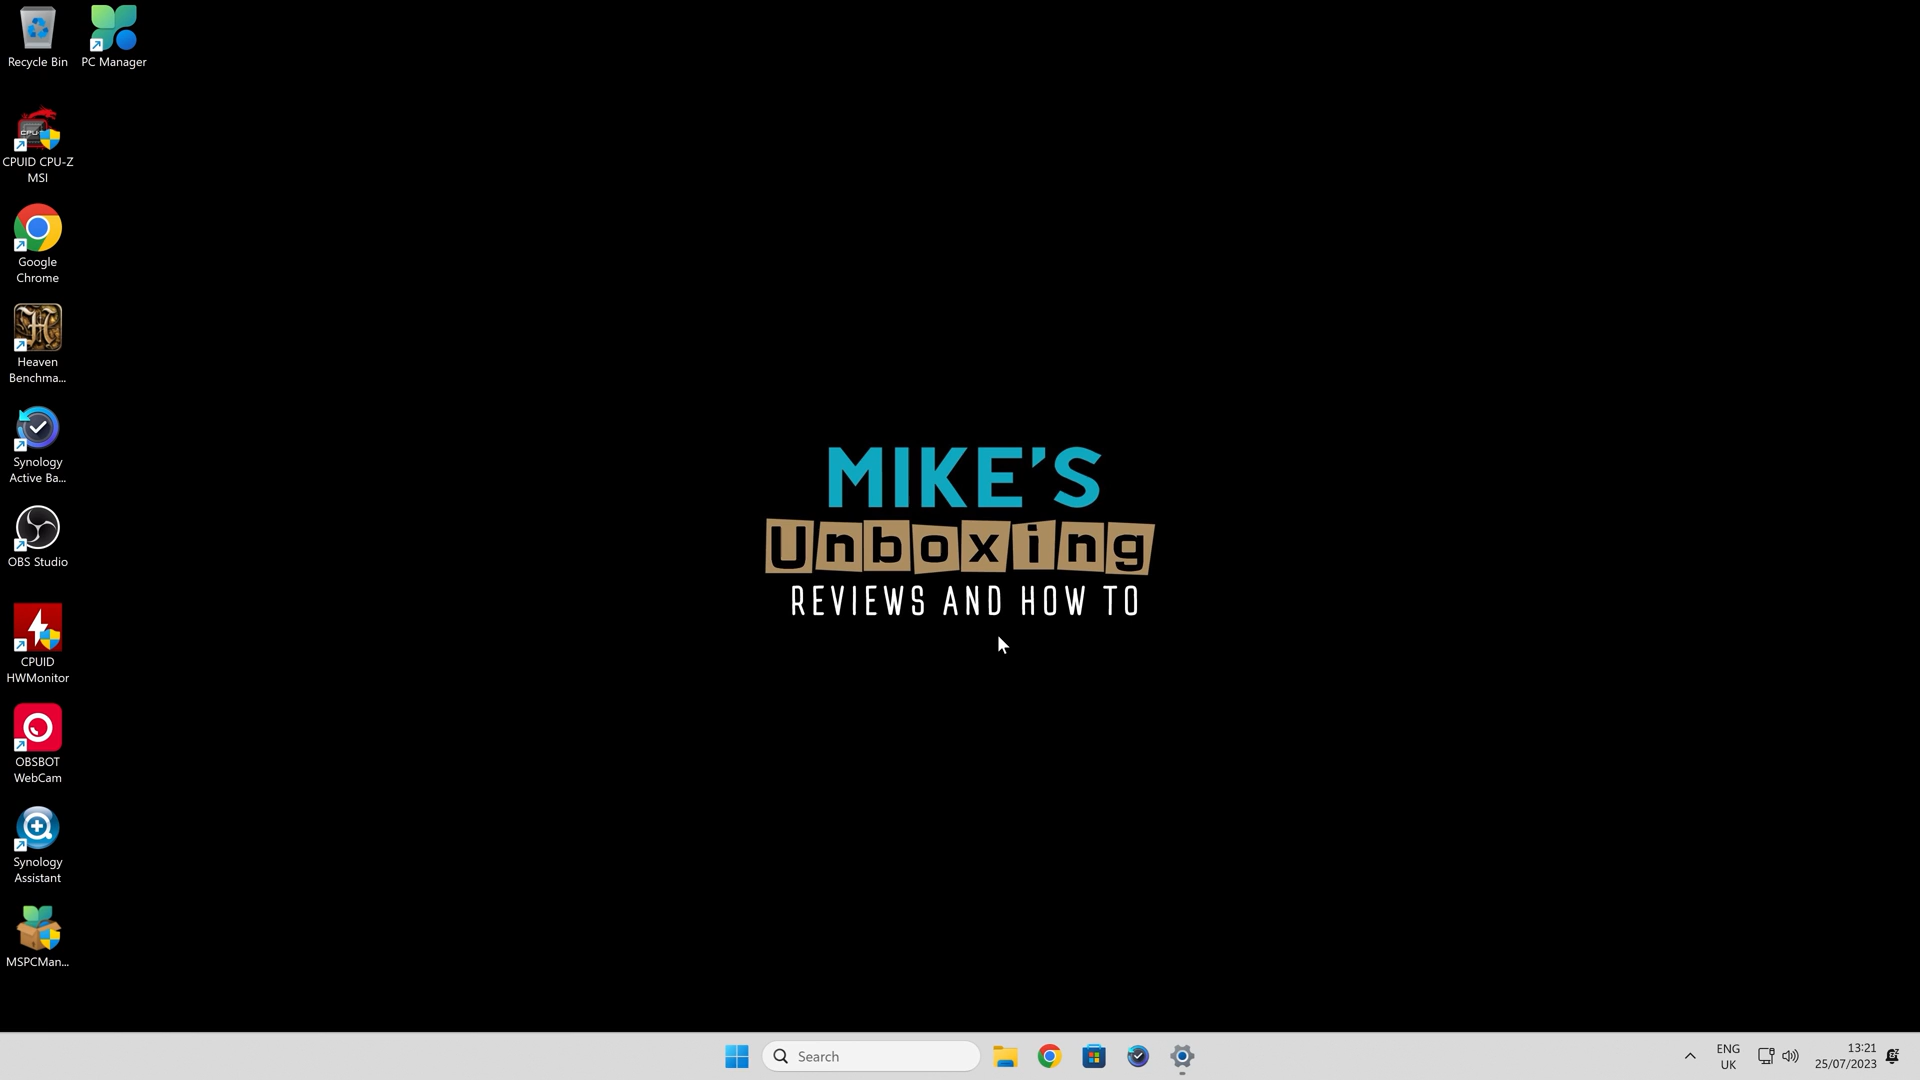 Recycle Bin
PC Manager
CPUID CPU-Z
MSI
Google
Chrome
Heaven
Benchma...
Synology
Active Ba...
OBS Studio
CPUID
HWMonitor
OBSBOT
WebCam
Synology
Assistant
MSPCMan...
MIKE'S
Unboxing
REVIEWS AND HOW TO
Search
ENG
UK
13:21
25/07/2023